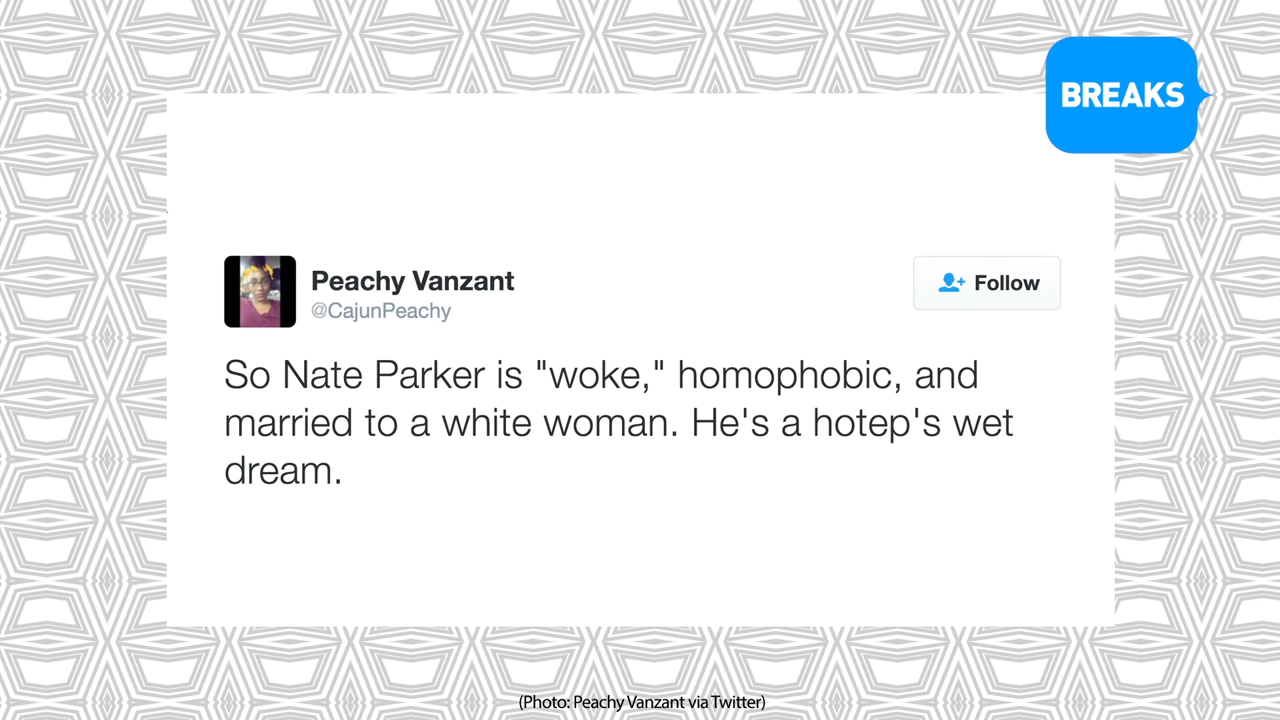 BREAKS
Peachy Vanzant
@CajunPeachy
Follow
So Nate Parker is "woke," homophobic, and
married to a white woman. He's a hotep's wet
dream.
(Photo: Peachy Vanzant via Twitter)